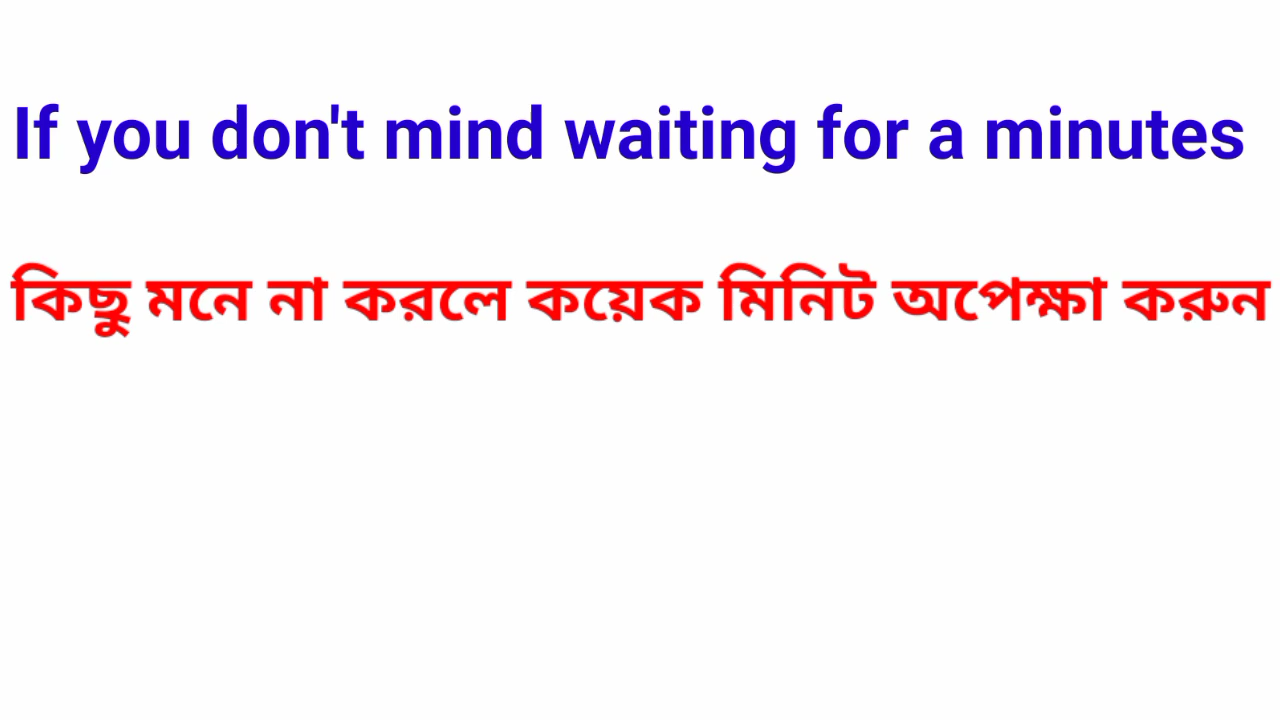 If you don't mind waiting for a minutes
কিছু মনে না করলে কয়েক মিনিট অপেক্ষা করুন